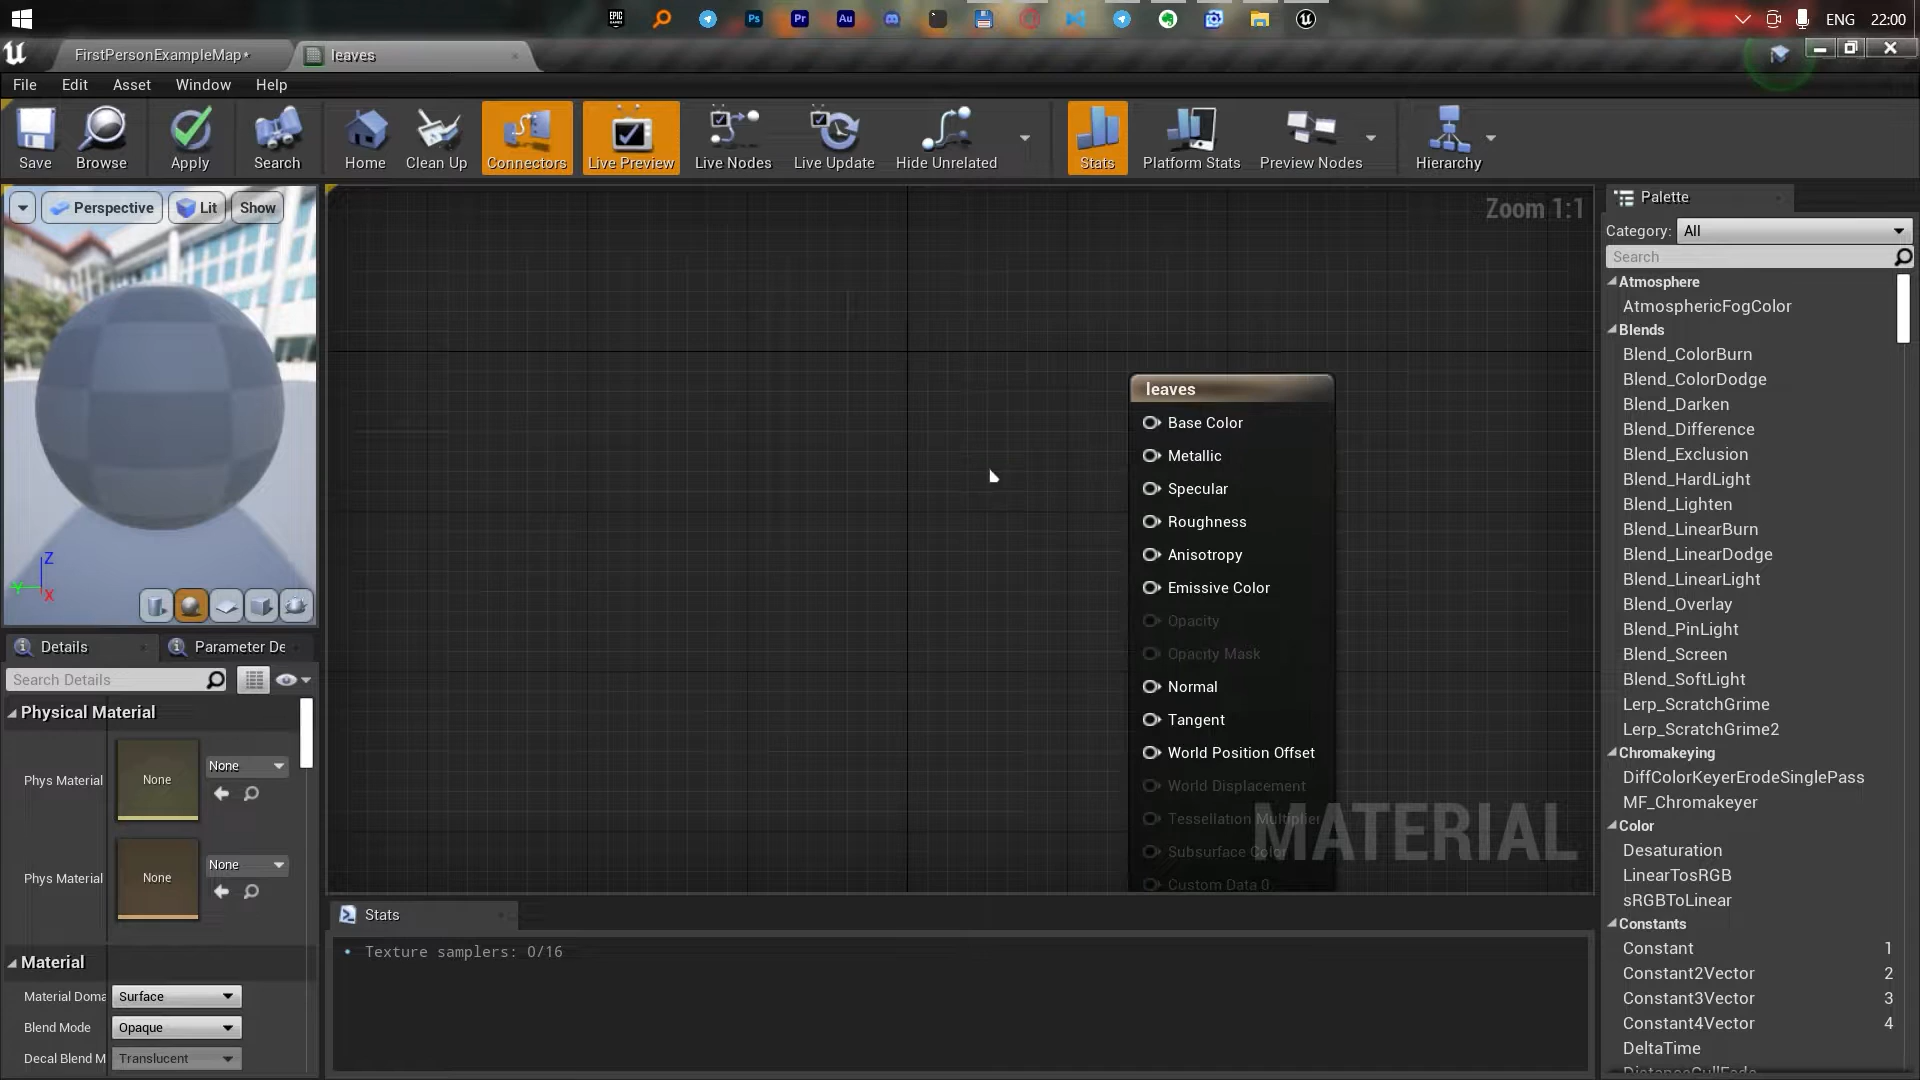 EPIC GAMES
Ps
Pr
Au
ENG
22:00
FirstPersonExampleMap*
leaves
File
Edit
Asset
Window
Help
Save
Browse
Apply
Search
Home
Clean Up
Connectors
Live Preview
Live Nodes
Live Update
Hide Unrelated
Stats
Platform Stats
Preview Nodes
Hierarchy
Perspective
Lit
Show
Z
Y
X
Details
Parameter De
Search Details
Physical Material
Phys Material
None
None
Phys Material
None
None
Material
Material Doma
Surface
Blend Mode
Opaque
Decal Blend M
Translucent
Zoom 1:1
leaves
Base Color
Metallic
Specular
Roughness
Anisotropy
Emissive Color
Opacity
Opacity Mask
Normal
Tangent
World Position Offset
World Displacement
Tessellation Multiplier
Subsurface Color
Custom Data 0
MATERIAL
Stats
Texture samplers: 0/16
Palette
Category:
All
Search
Atmosphere
AtmosphericFogColor
Blends
Blend_ColorBurn
Blend_ColorDodge
Blend_Darken
Blend_Difference
Blend_Exclusion
Blend_HardLight
Blend_Lighten
Blend_LinearBurn
Blend_LinearDodge
Blend_LinearLight
Blend_Overlay
Blend_PinLight
Blend_Screen
Blend_SoftLight
Lerp_ScratchGrime
Lerp_ScratchGrime2
Chromakeying
DiffColorKeyerErodeSinglePass
MF_Chromakeyer
Color
Desaturation
LinearTosRGB
sRGBToLinear
Constants
Constant 1
Constant2Vector 2
Constant3Vector 3
Constant4Vector 4
DeltaTime
DistanceCullFade